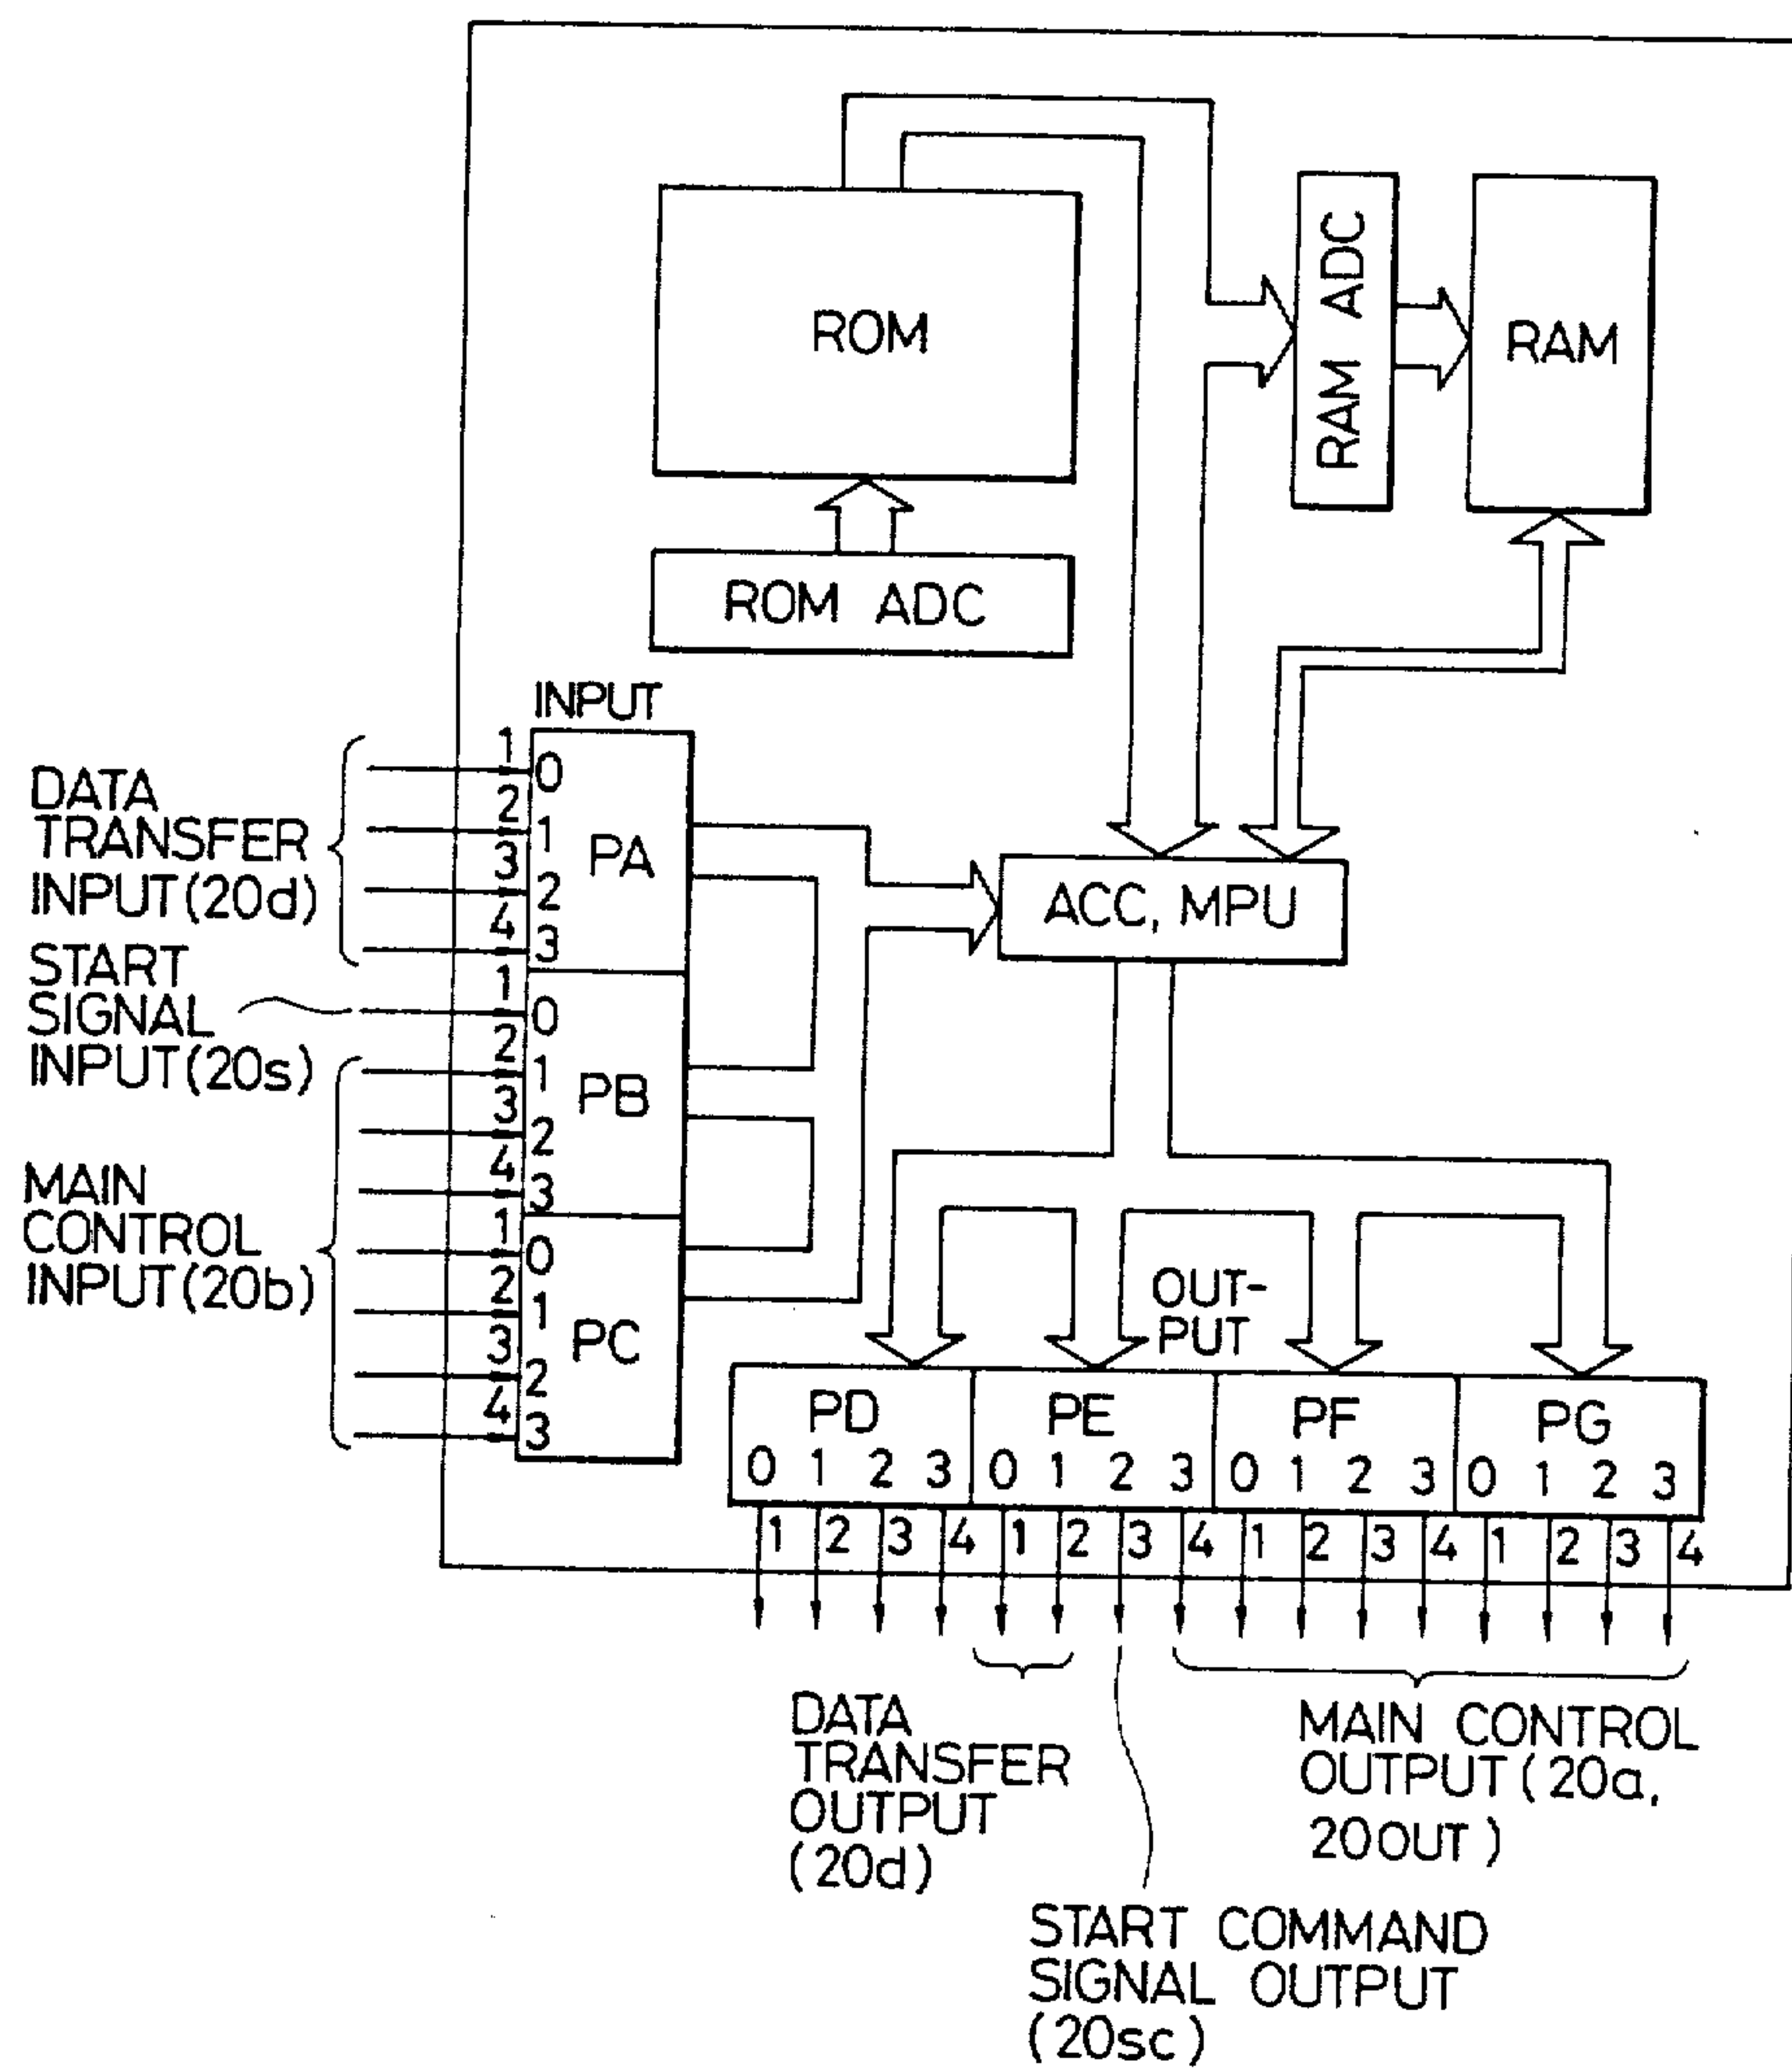 ROM
RAM ADC
RAM
ROM ADC
INPUT
DATA
TRANSFER
INPUT(20d)
1
0
2
1
3
2
4
3
PA
ACC, MPU
START
SIGNAL
INPUT(20s)
1
0
2
1
3
2
4
3
PB
MAIN
CONTROL
INPUT(20b)
1
0
2
1
3
2
4
3
PC
OUT-
PUT
PD PE PF PG
0 1 2 3 0 1 2 3 0 1 2 3 0 1 2 3
1 2 3 4 1 2 3 4 1 2 3 4 1 2 3 4
DATA
TRANSFER
OUTPUT
(20d)
MAIN CONTROL
OUTPUT(20a,
20OUT)
START COMMAND
SIGNAL OUTPUT
(20sc)